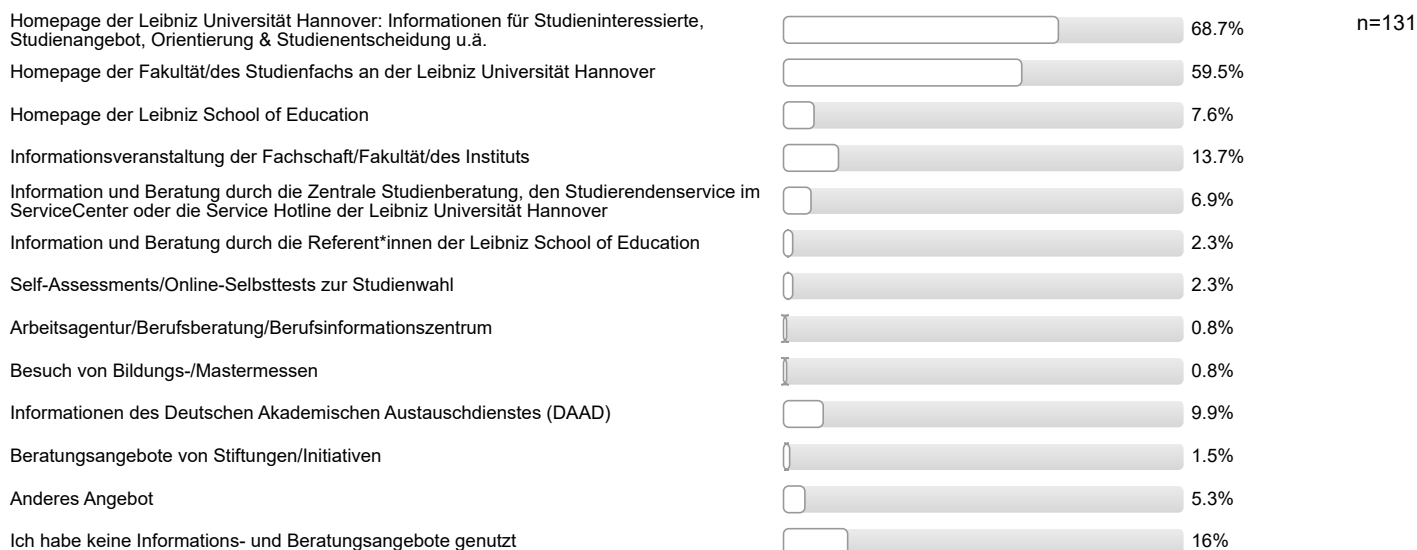 Homepage der Leibniz Universität Hannover: Informationen für Studieninteressierte,
Studienangebot, Orientierung & Studienentscheidung u.ä.
68.7%
n=131
Homepage der Fakultät/des Studienfachs an der Leibniz Universität Hannover
59.5%
Homepage der Leibniz School of Education
7.6%
Informationsveranstaltung der Fachschaft/Fakultät/des Instituts
13.7%
Information und Beratung durch die Zentrale Studienberatung, den Studierendenservice im
ServiceCenter oder die Service Hotline der Leibniz Universität Hannover
6.9%
Information und Beratung durch die Referent*innen der Leibniz School of Education
2.3%
Self-Assessments/Online-Selbsttests zur Studienwahl
2.3%
Arbeitsagentur/Berufsberatung/Berufsinformationszentrum
0.8%
Besuch von Bildungs-/Mastermessen
0.8%
Informationen des Deutschen Akademischen Austauschdienstes (DAAD)
9.9%
Beratungsangebote von Stiftungen/Initiativen
1.5%
Anderes Angebot
5.3%
Ich habe keine Informations- und Beratungsangebote genutzt
16%